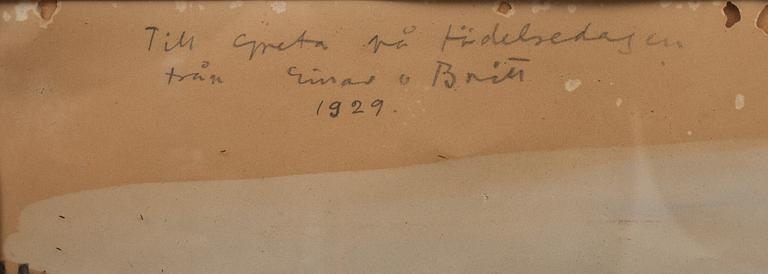 Till Greta på födelsedagen
från Einar o Britt
1929.